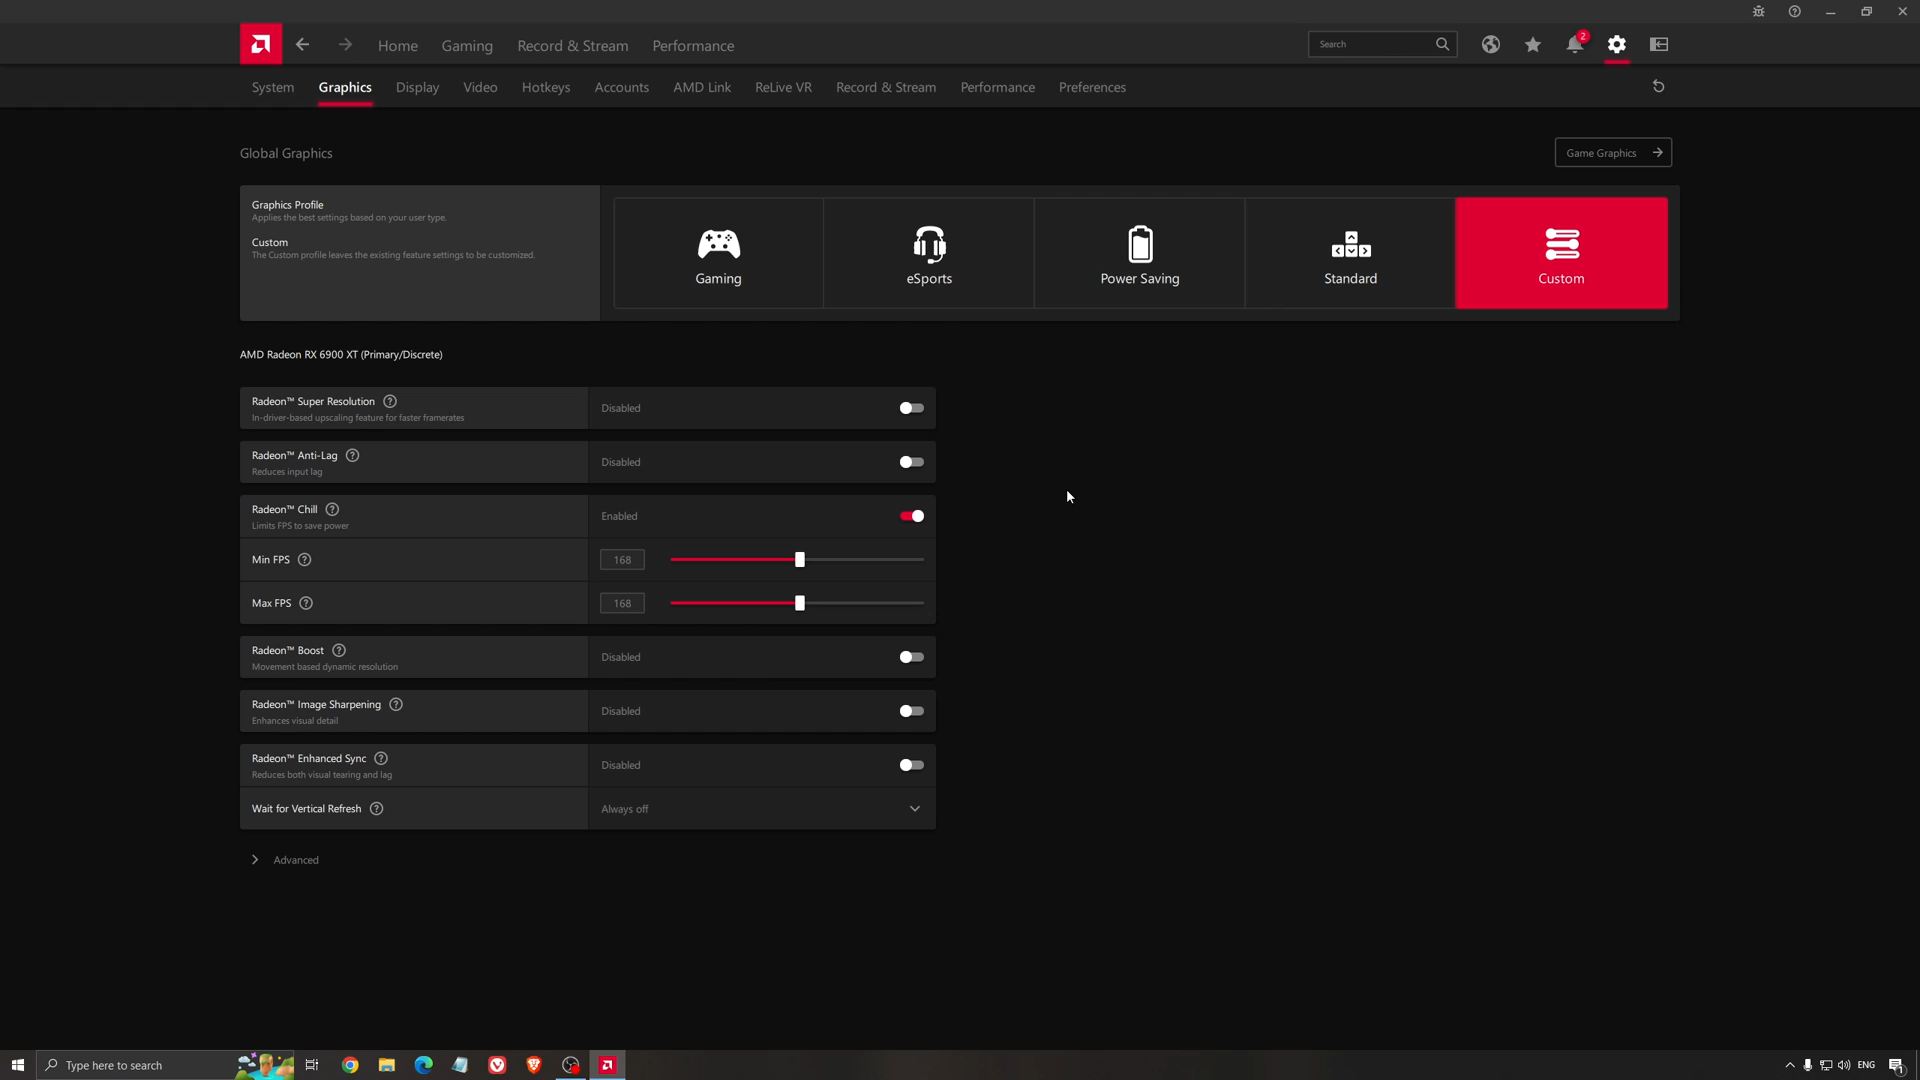 Home
Gaming
Record & Stream
Performance
Search
2
System
Graphics
Display
Video
Hotkeys
Accounts
AMD Link
ReLive VR
Record & Stream
Performance
Preferences
Global Graphics
Game Graphics
Graphics Profile
Applies the best settings based on your user type.
Custom
The Custom profile leaves the existing feature settings to be customized.
Gaming
eSports
Power Saving
Standard
Custom
AMD Radeon RX 6900 XT (Primary/Discrete)
Radeon™ Super Resolution
In-driver-based upscaling feature for faster framerates
Disabled
Radeon™ Anti-Lag
Reduces input lag
Disabled
Radeon™ Chill
Limits FPS to save power
Enabled
Min FPS
168
Max FPS
168
Radeon™ Boost
Movement based dynamic resolution
Disabled
Radeon™ Image Sharpening
Enhances visual detail
Disabled
Radeon™ Enhanced Sync
Reduces both visual tearing and lag
Disabled
Wait for Vertical Refresh
Always off
Advanced
Type here to search
ENG
1